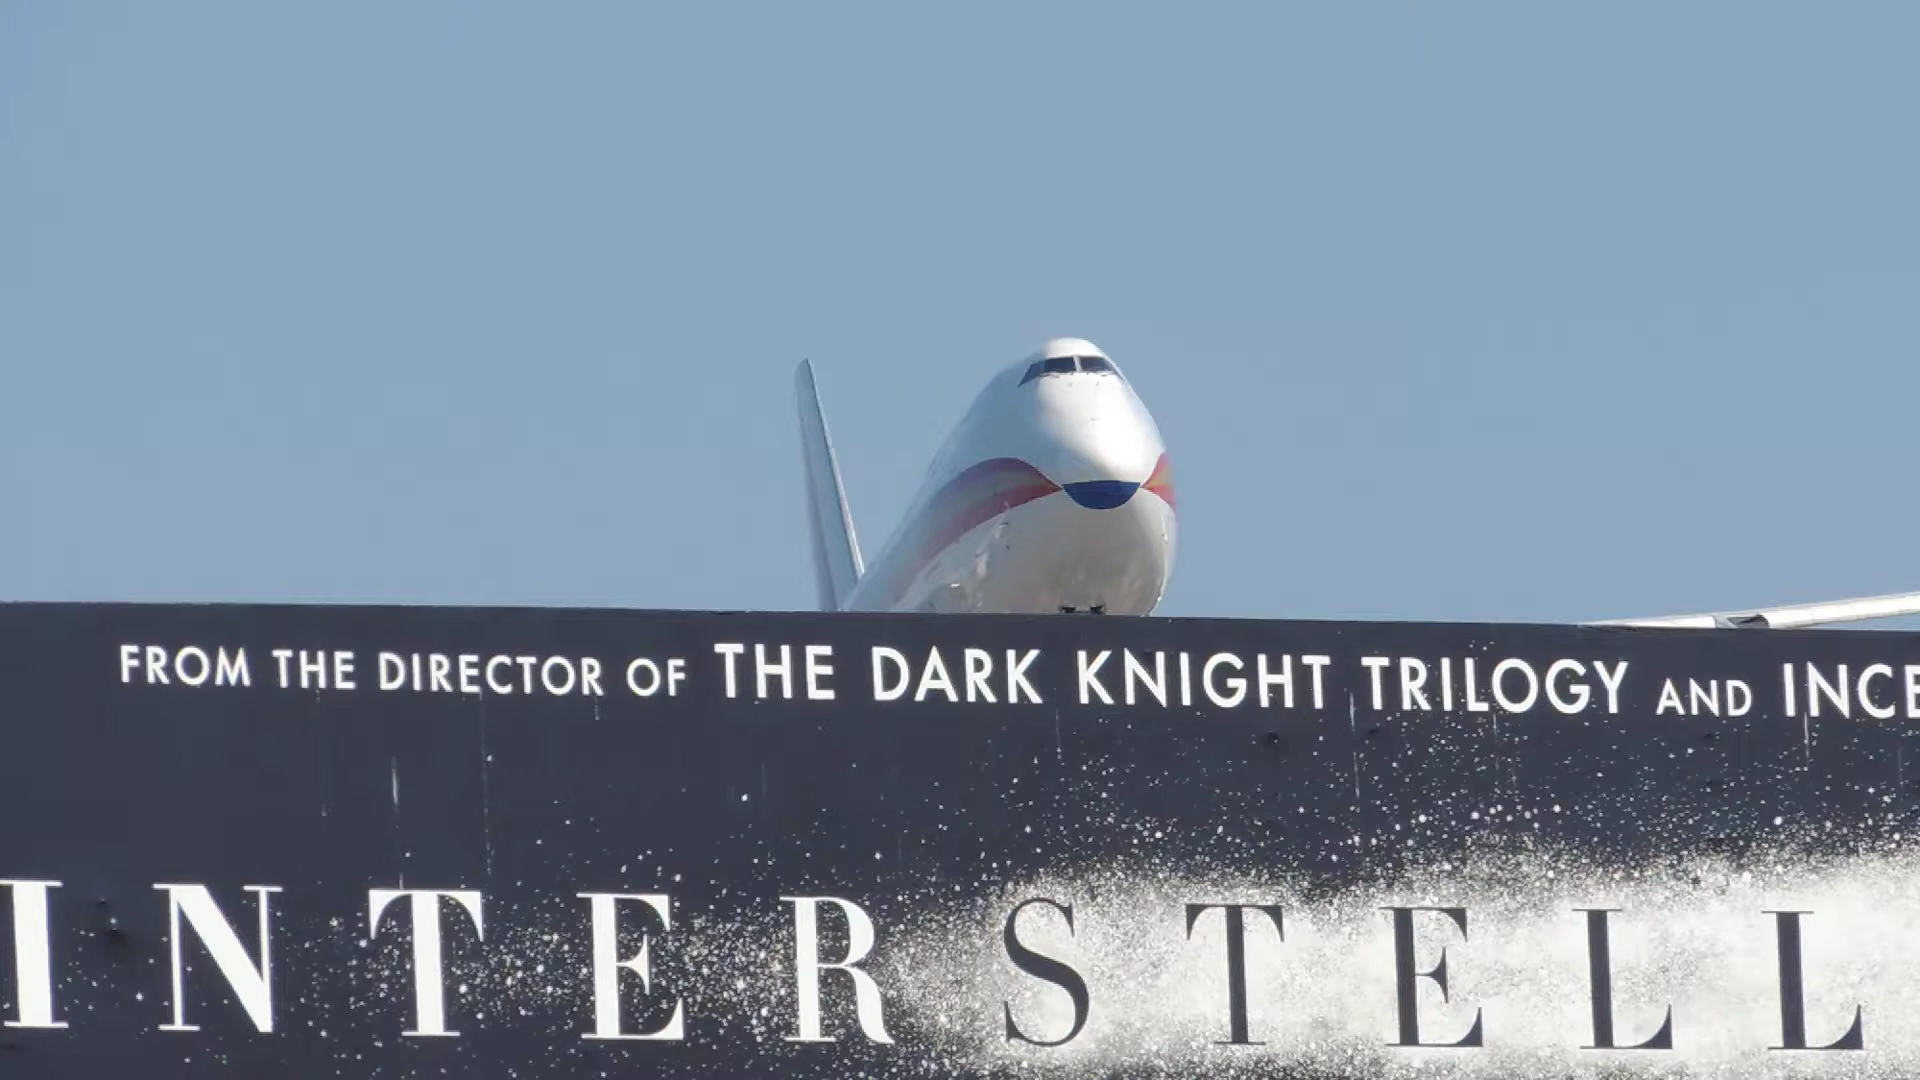 FROM THE DIRECTOR OF THE DARK KNIGHT TRILOGY AND INCE
INTERSTELL